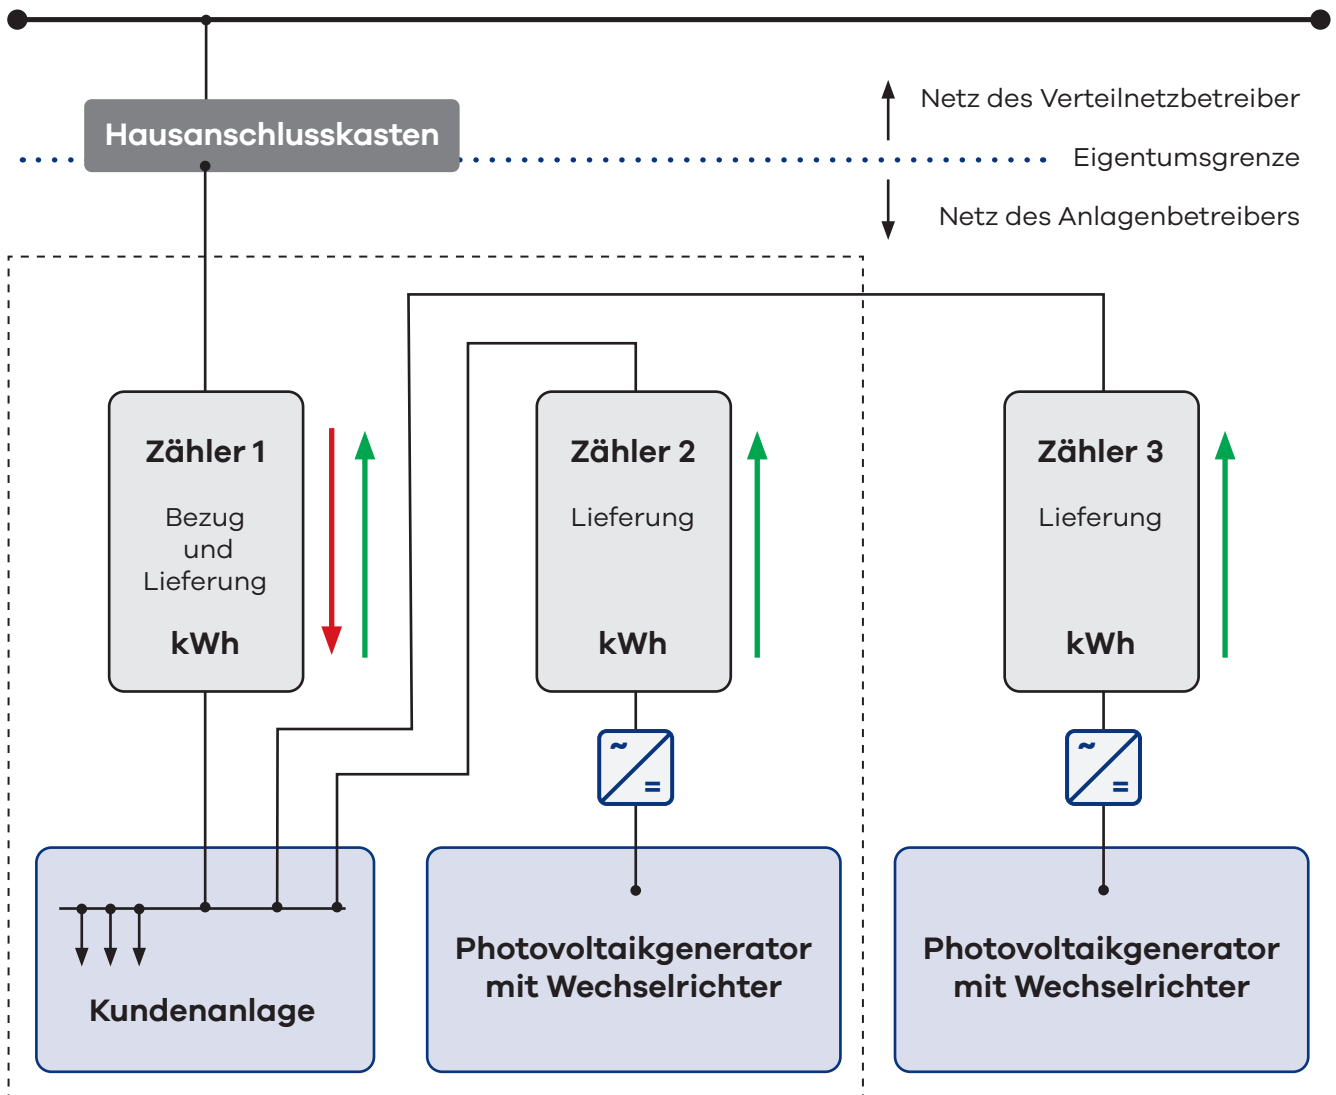 Hausanschlusskasten
Netz des Verteilnetzbetreiber
Eigentumsgrenze
Netz des Anlagenbetreibers
Zähler 1
Bezug
und
Lieferung
kWh
Zähler 2
Lieferung
kWh
Zähler 3
Lieferung
kWh
~
=
~
=
Kundenanlage
Photovoltaikgenerator
mit Wechselrichter
Photovoltaikgenerator
mit Wechselrichter